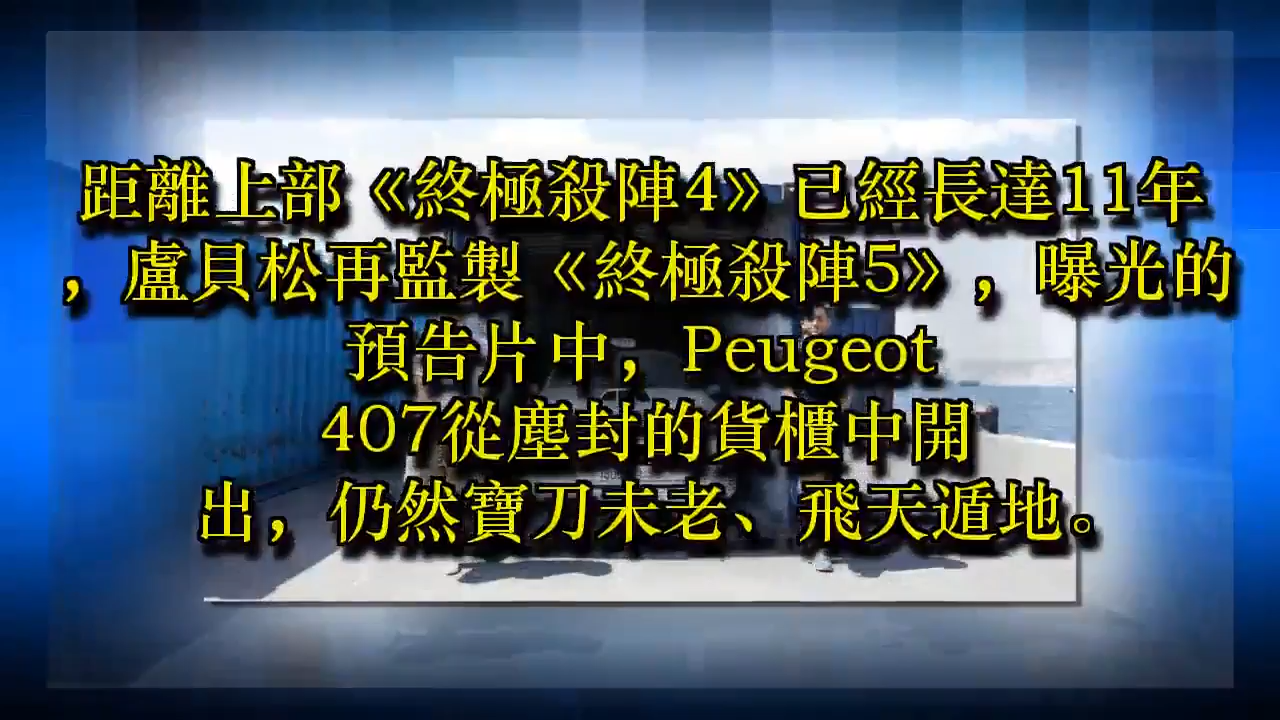 距離上部《終極殺陣4》已經長達11年
，盧貝松再監製《終極殺陣5》，曝光的
預告片中，Peugeot
407從塵封的貨櫃中開
出，仍然寶刀未老、飛天遁地。